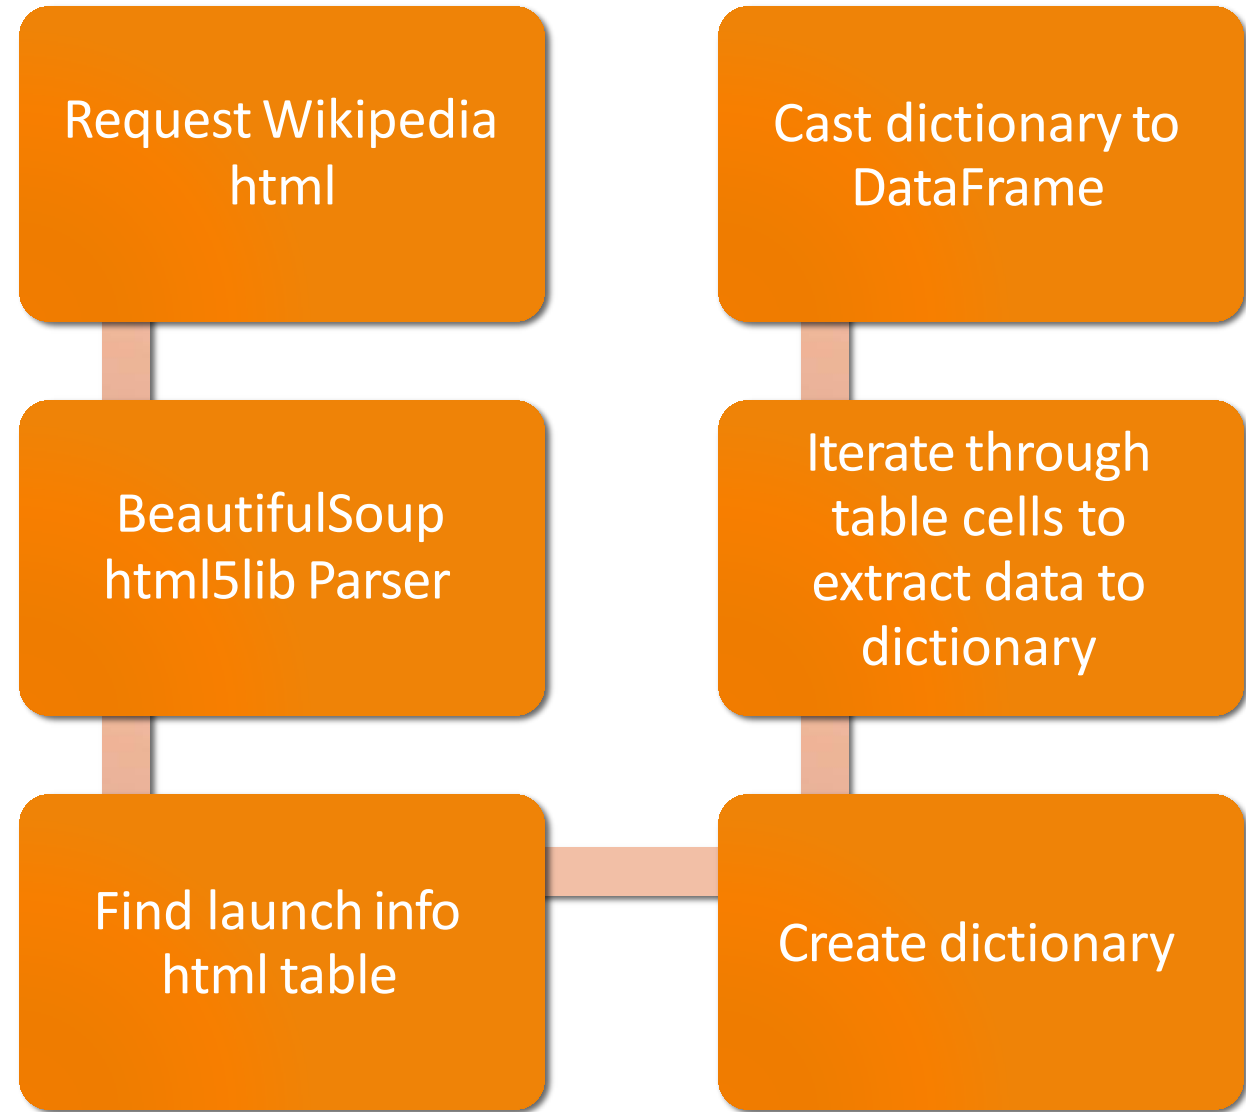 Request Wikipedia
html
BeautifulSoup
html5lib Parser
Find launch info
html table
Create dictionary
Iterate through
table cells to
extract data to
dictionary
Cast dictionary to
DataFrame